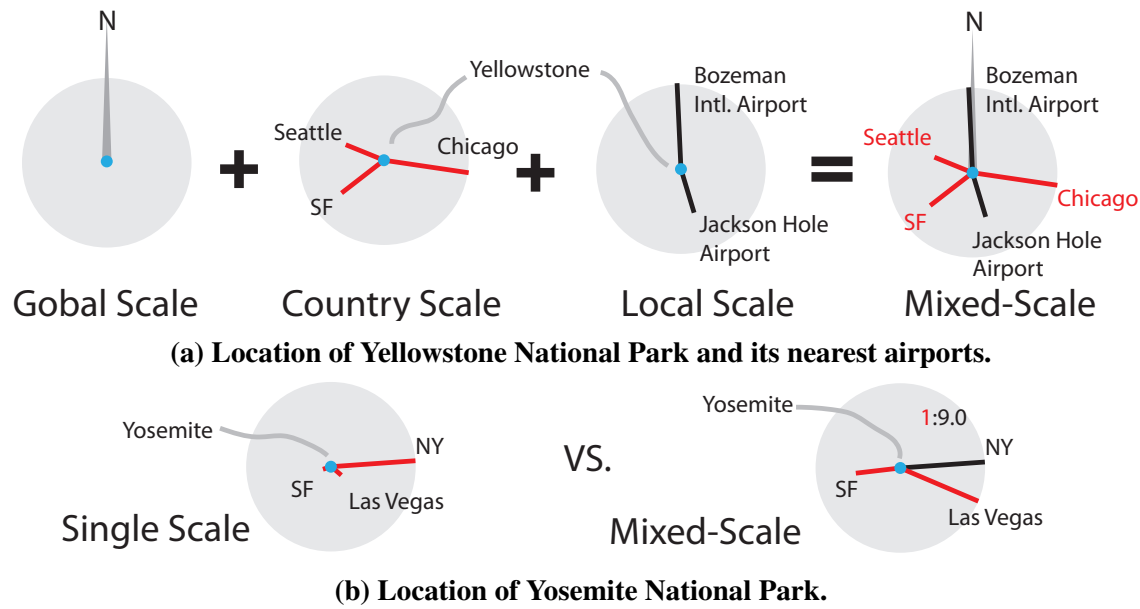 N
Seattle
SF
Chicago
Yellowstone
Bozeman
Intl. Airport
Jackson Hole
Airport
N
Bozeman
Intl. Airport
Seattle
SF
Chicago
Jackson Hole
Airport
Gobal Scale
Country Scale
Local Scale
Mixed-Scale
+
+
=
(a) Location of Yellowstone National Park and its nearest airports.
Yosemite
NY
SF
Las Vegas
Single Scale
VS.
Yosemite
1:9.0
NY
SF
Las Vegas
Mixed-Scale
(b) Location of Yosemite National Park.